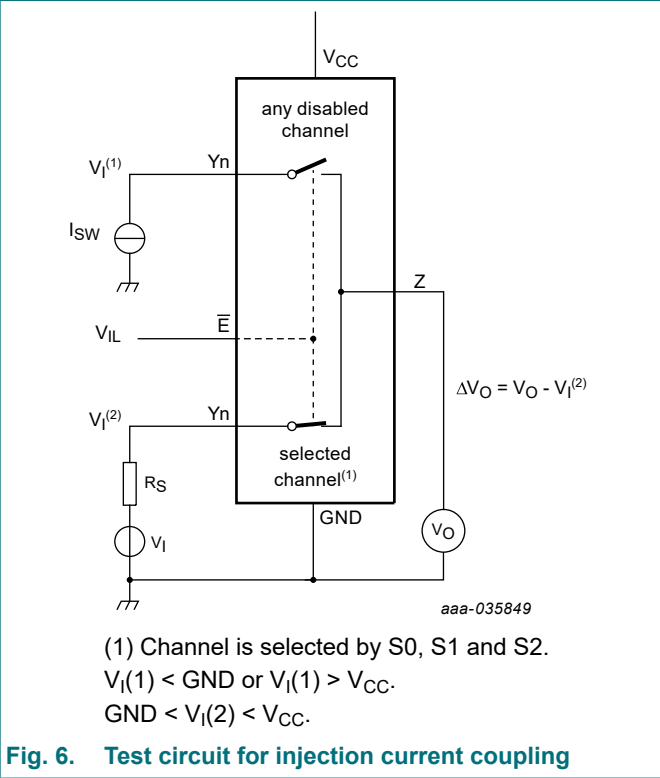 VCC
any disabled
channel
VI(1)
Yn
ISW
Z
VIL
E̅
ΔVO = VO - VI(2)
VI(2)
Yn
selected
channel(1)
RS
GND
VI
VO
aaa-035849
(1) Channel is selected by S0, S1 and S2.
VI(1) < GND or VI(1) > VCC.
GND < VI(2) < VCC.
Fig. 6. Test circuit for injection current coupling